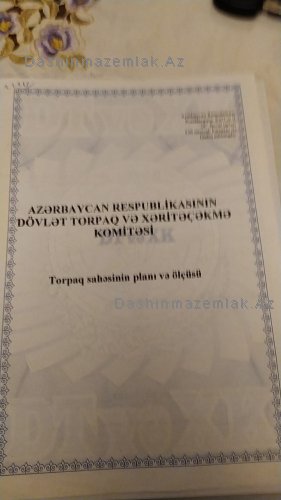 Dashinmazemlak.Az
AZƏRBAYCAN RESPUBLİKASININ
DÖVLƏT TORPAQ VƏ XƏRİTƏÇƏKMƏ
KOMİTƏSİ
Torpaq sahəsinin planı və ölçüsü
Dashinmazemlak.Az